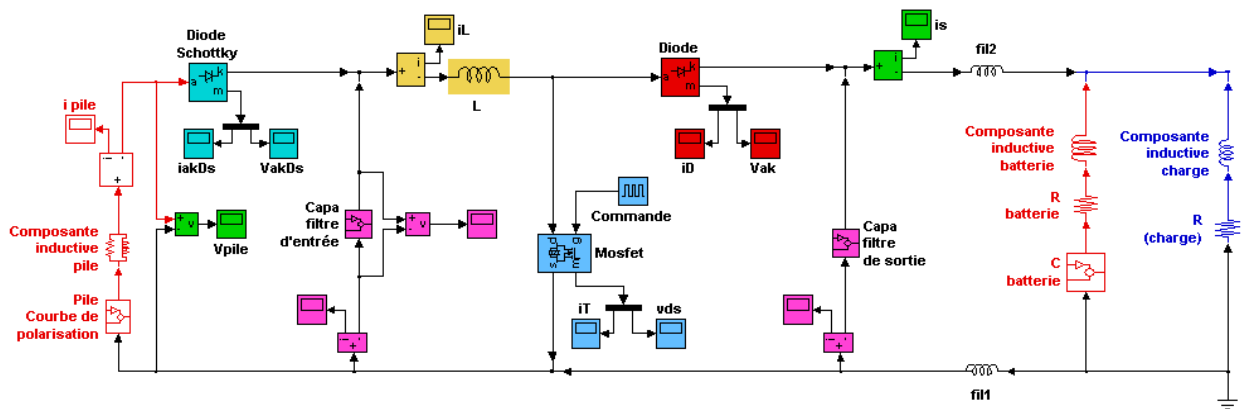 Diode
Schottky
iL
Diode
is
fil2
i pile
L
a
k
m
i
+
-
a
k
m
i
+
-
iakDs
VakDs
iD
Vak
Composante
inductive
batterie
Composante
inductive
charge
i
-
+
Commande
Capa
filtre
d'entrée
+
-
v
Vpile
+
-
v
Composante
inductive
pile
d
g
s
m
Mosfet
Capa
filtre
de sortie
R
batterie
R
(charge)
C
batterie
Pile
Courbe de
polarisation
iT
vds
i
-
+
i
-
+
fil1